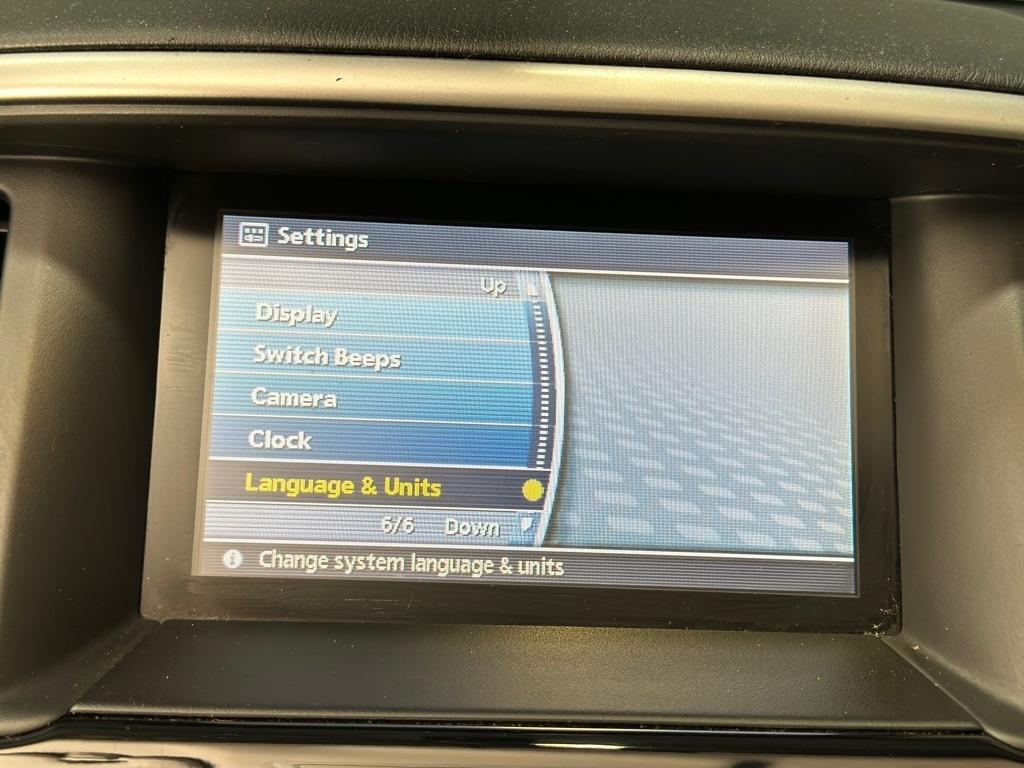 Settings
Up
Display
Switch Beeps
Camera
Clock
Language & Units
6/6 Down
Change system language & units